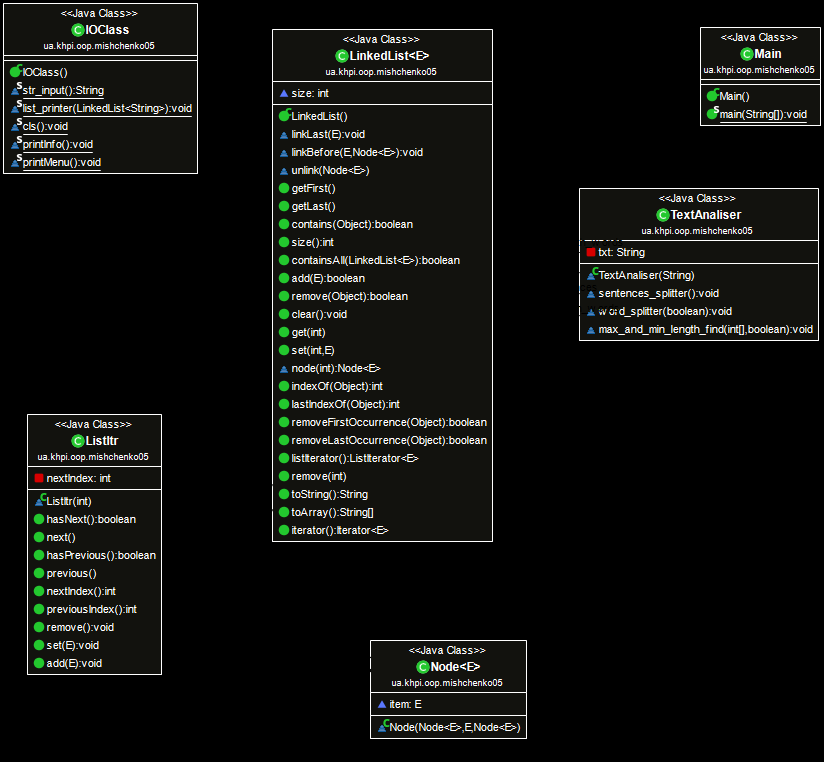 <<Java Class>>
IOClass
ua.khpi.oop.mishchenko05
IOClass()
str_input():String
list_printer(LinkedList<String>):void
cls():void
printInfo():void
printMenu():void
<<Java Class>>
LinkedList<E>
ua.khpi.oop.mishchenko05
size: int
LinkedList()
linkLast(E):void
linkBefore(E,Node<E>):void
unlink(Node<E>)
getFirst()
getLast()
contains(Object):boolean
size():int
containsAll(LinkedList<E>):boolean
add(E):boolean
remove(Object):boolean
clear():void
get(int)
set(int,E)
node(int):Node<E>
indexOf(Object):int
lastIndexOf(Object):int
removeFirstOccurrence(Object):boolean
removeLastOccurrence(Object):boolean
listIterator():ListIterator<E>
remove(int)
toString():String
toArray():String[]
iterator():Iterator<E>
<<Java Class>>
Main
ua.khpi.oop.mishchenko05
Main()
main(String[]):void
<<Java Class>>
TextAnaliser
ua.khpi.oop.mishchenko05
txt: String
TextAnaliser(String)
sentences_splitter():void
word_splitter(boolean):void
max_and_min_length_find(int[],boolean):void
<<Java Class>>
ListItr
ua.khpi.oop.mishchenko05
nextIndex: int
ListItr(int)
hasNext():boolean
next()
hasPrevious():boolean
previous()
nextIndex():int
previousIndex():int
remove():void
set(E):void
add(E):void
<<Java Class>>
Node<E>
ua.khpi.oop.mishchenko05
item: E
Node(Node<E>,E,Node<E>)